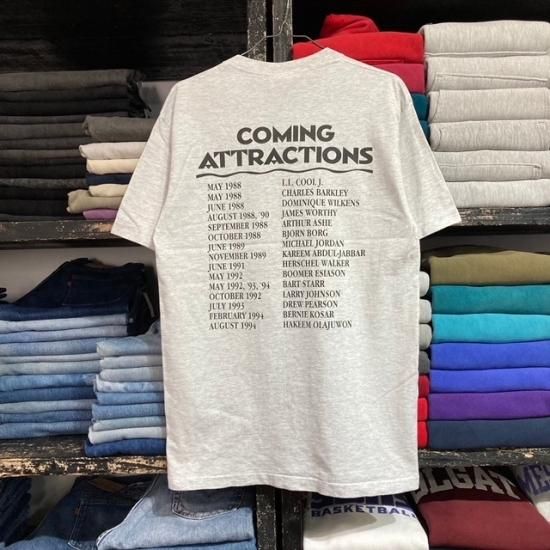 COMING
ATTRACTIONS
MAY 1988 L.L. COOL J.
MAY 1988 CHARLES BARKLEY
JUNE 1988 DOMINIQUE WILKENS
AUGUST 1988, '90 JAMES WORTHY
SEPTEMBER 1988 ARTHUR ASHE
OCTOBER 1988 BJORN BORG
JUNE 1989 MICHAEL JORDAN
NOVEMBER 1989 KAREEM ABDUL-JABBAR
JUNE 1991 HERSCHEL WALKER
MAY 1992 BOOMER ESIASON
MAY 1992, 93, 94 BART STARR
OCTOBER 1992 LARRY JOHNSON
JULY 1993 DREW PEARSON
FEBRUARY 1994 BERNIE KOSAR
AUGUST 1994 HAKEEM OLAJUWON
OLGAT
BASKETBALL